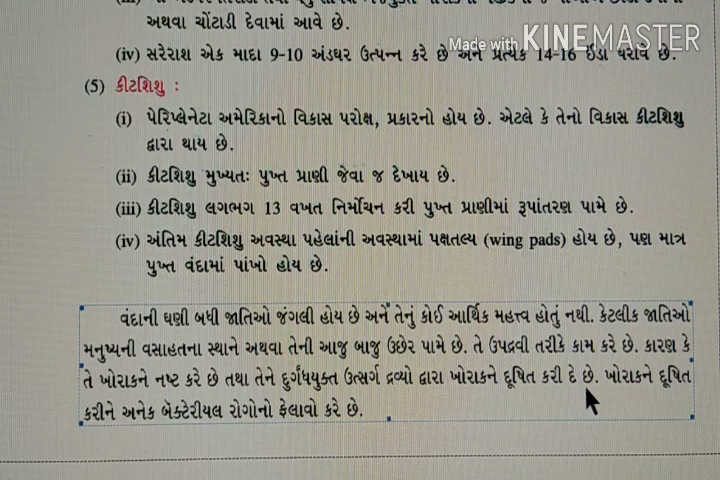 અથવા ચોંટાડી દેવામાં આવે છે.
Made with KINEMASTER
(iv) સરેરાશ એક માદા 9-10 અંડઘર ઉત્પન્ન કરે છે અને પ્રત્યેક 14-16 ઈંડાં ધરાવે છે.
(5) કીટશિશુ :
(i) પેરિપ્લેનેટા અમેરિકાનો વિકાસ પરોક્ષ, પ્રકારનો હોય છે. એટલે કે તેનો વિકાસ કીટશિશુ
દ્વારા થાય છે.
(ii) કીટશિશુ મુખ્યતઃ પુખ્ત પ્રાણી જેવા જ દેખાય છે.
(iii) કીટશિશુ લગભગ 13 વખત નિર્મોચન કરી પુખ્ત પ્રાણીમાં રૂપાંતરણ પામે છે.
(iv) અંતિમ કીટશિશુ અવસ્થા પહેલાંની અવસ્થામાં પક્ષતલ્ય (wing pads) હોય છે, પણ માત્ર
પુખ્ત વંદામાં પાંખો હોય છે.
વંદાની ઘણી બધી જાતિઓ જંગલી હોય છે અને તેનું કોઈ આર્થિક મહત્ત્વ હોતું નથી. કેટલીક જાતિઓ
મનુષ્યની વસાહતના સ્થાને અથવા તેની આજુ બાજુ ઉછેર પામે છે. તે ઉપદ્રવી તરીકે કામ કરે છે. કારણ કે
તે ખોરાકને નષ્ટ કરે છે તથા તેને દુર્ગંધયુક્ત ઉત્સર્ગ દ્રવ્યો દ્વારા ખોરાકને દૂષિત કરી દે છે. ખોરાકને દૂષિત
કરીને અનેક બૅક્ટેરીયલ રોગોનો ફેલાવો કરે છે.